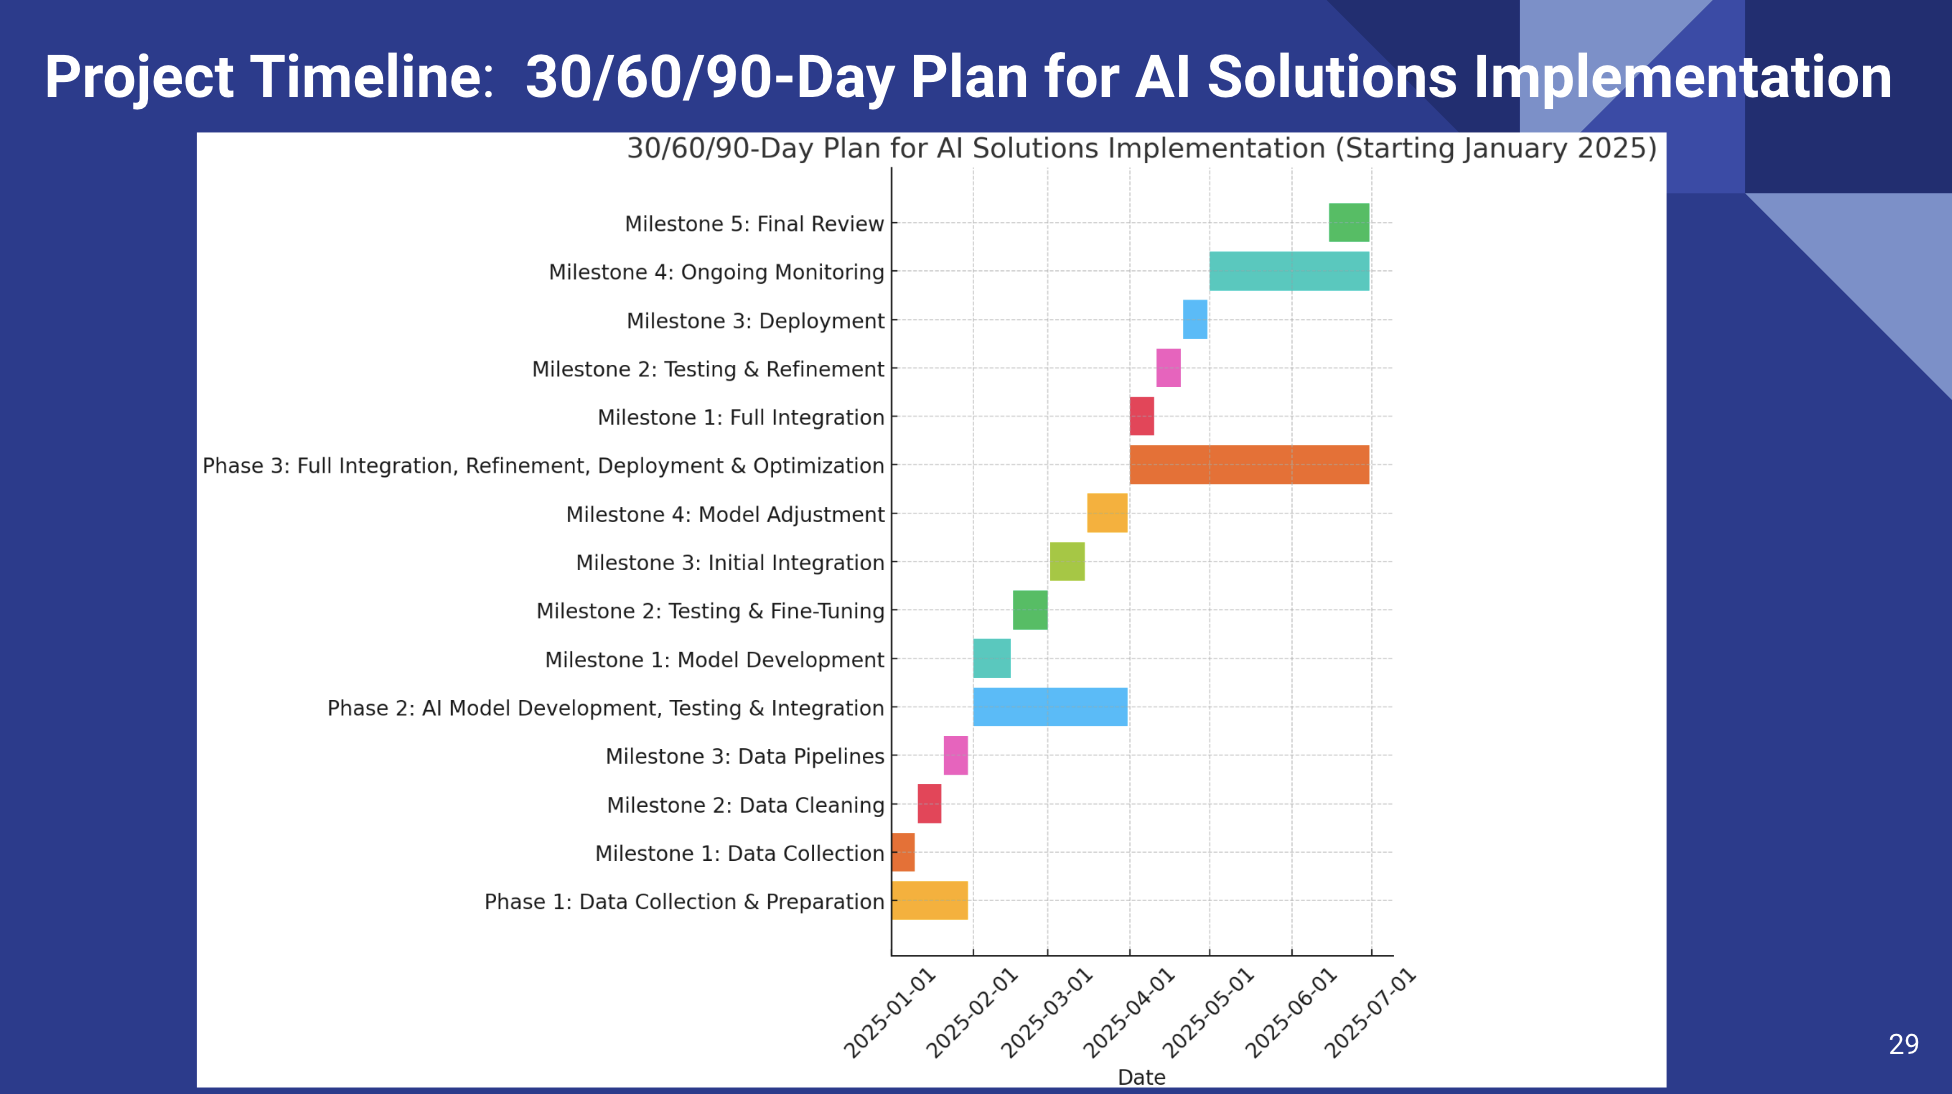 Project Timeline:  30/60/90-Day Plan for AI Solutions Implementation
30/60/90-Day Plan for AI Solutions Implementation (Starting January 2025)
Milestone 5: Final Review
Milestone 4: Ongoing Monitoring
Milestone 3: Deployment
Milestone 2: Testing & Refinement
Milestone 1: Full Integration
Phase 3: Full Integration, Refinement, Deployment & Optimization
Milestone 4: Model Adjustment
Milestone 3: Initial Integration
Milestone 2: Testing & Fine-Tuning
Milestone 1: Model Development
Phase 2: AI Model Development, Testing & Integration
Milestone 3: Data Pipelines
Milestone 2: Data Cleaning
Milestone 1: Data Collection
Phase 1: Data Collection & Preparation
2025-01-01
2025-02-01
2025-03-01
2025-04-01
2025-05-01
2025-06-01
2025-07-01
Date
29